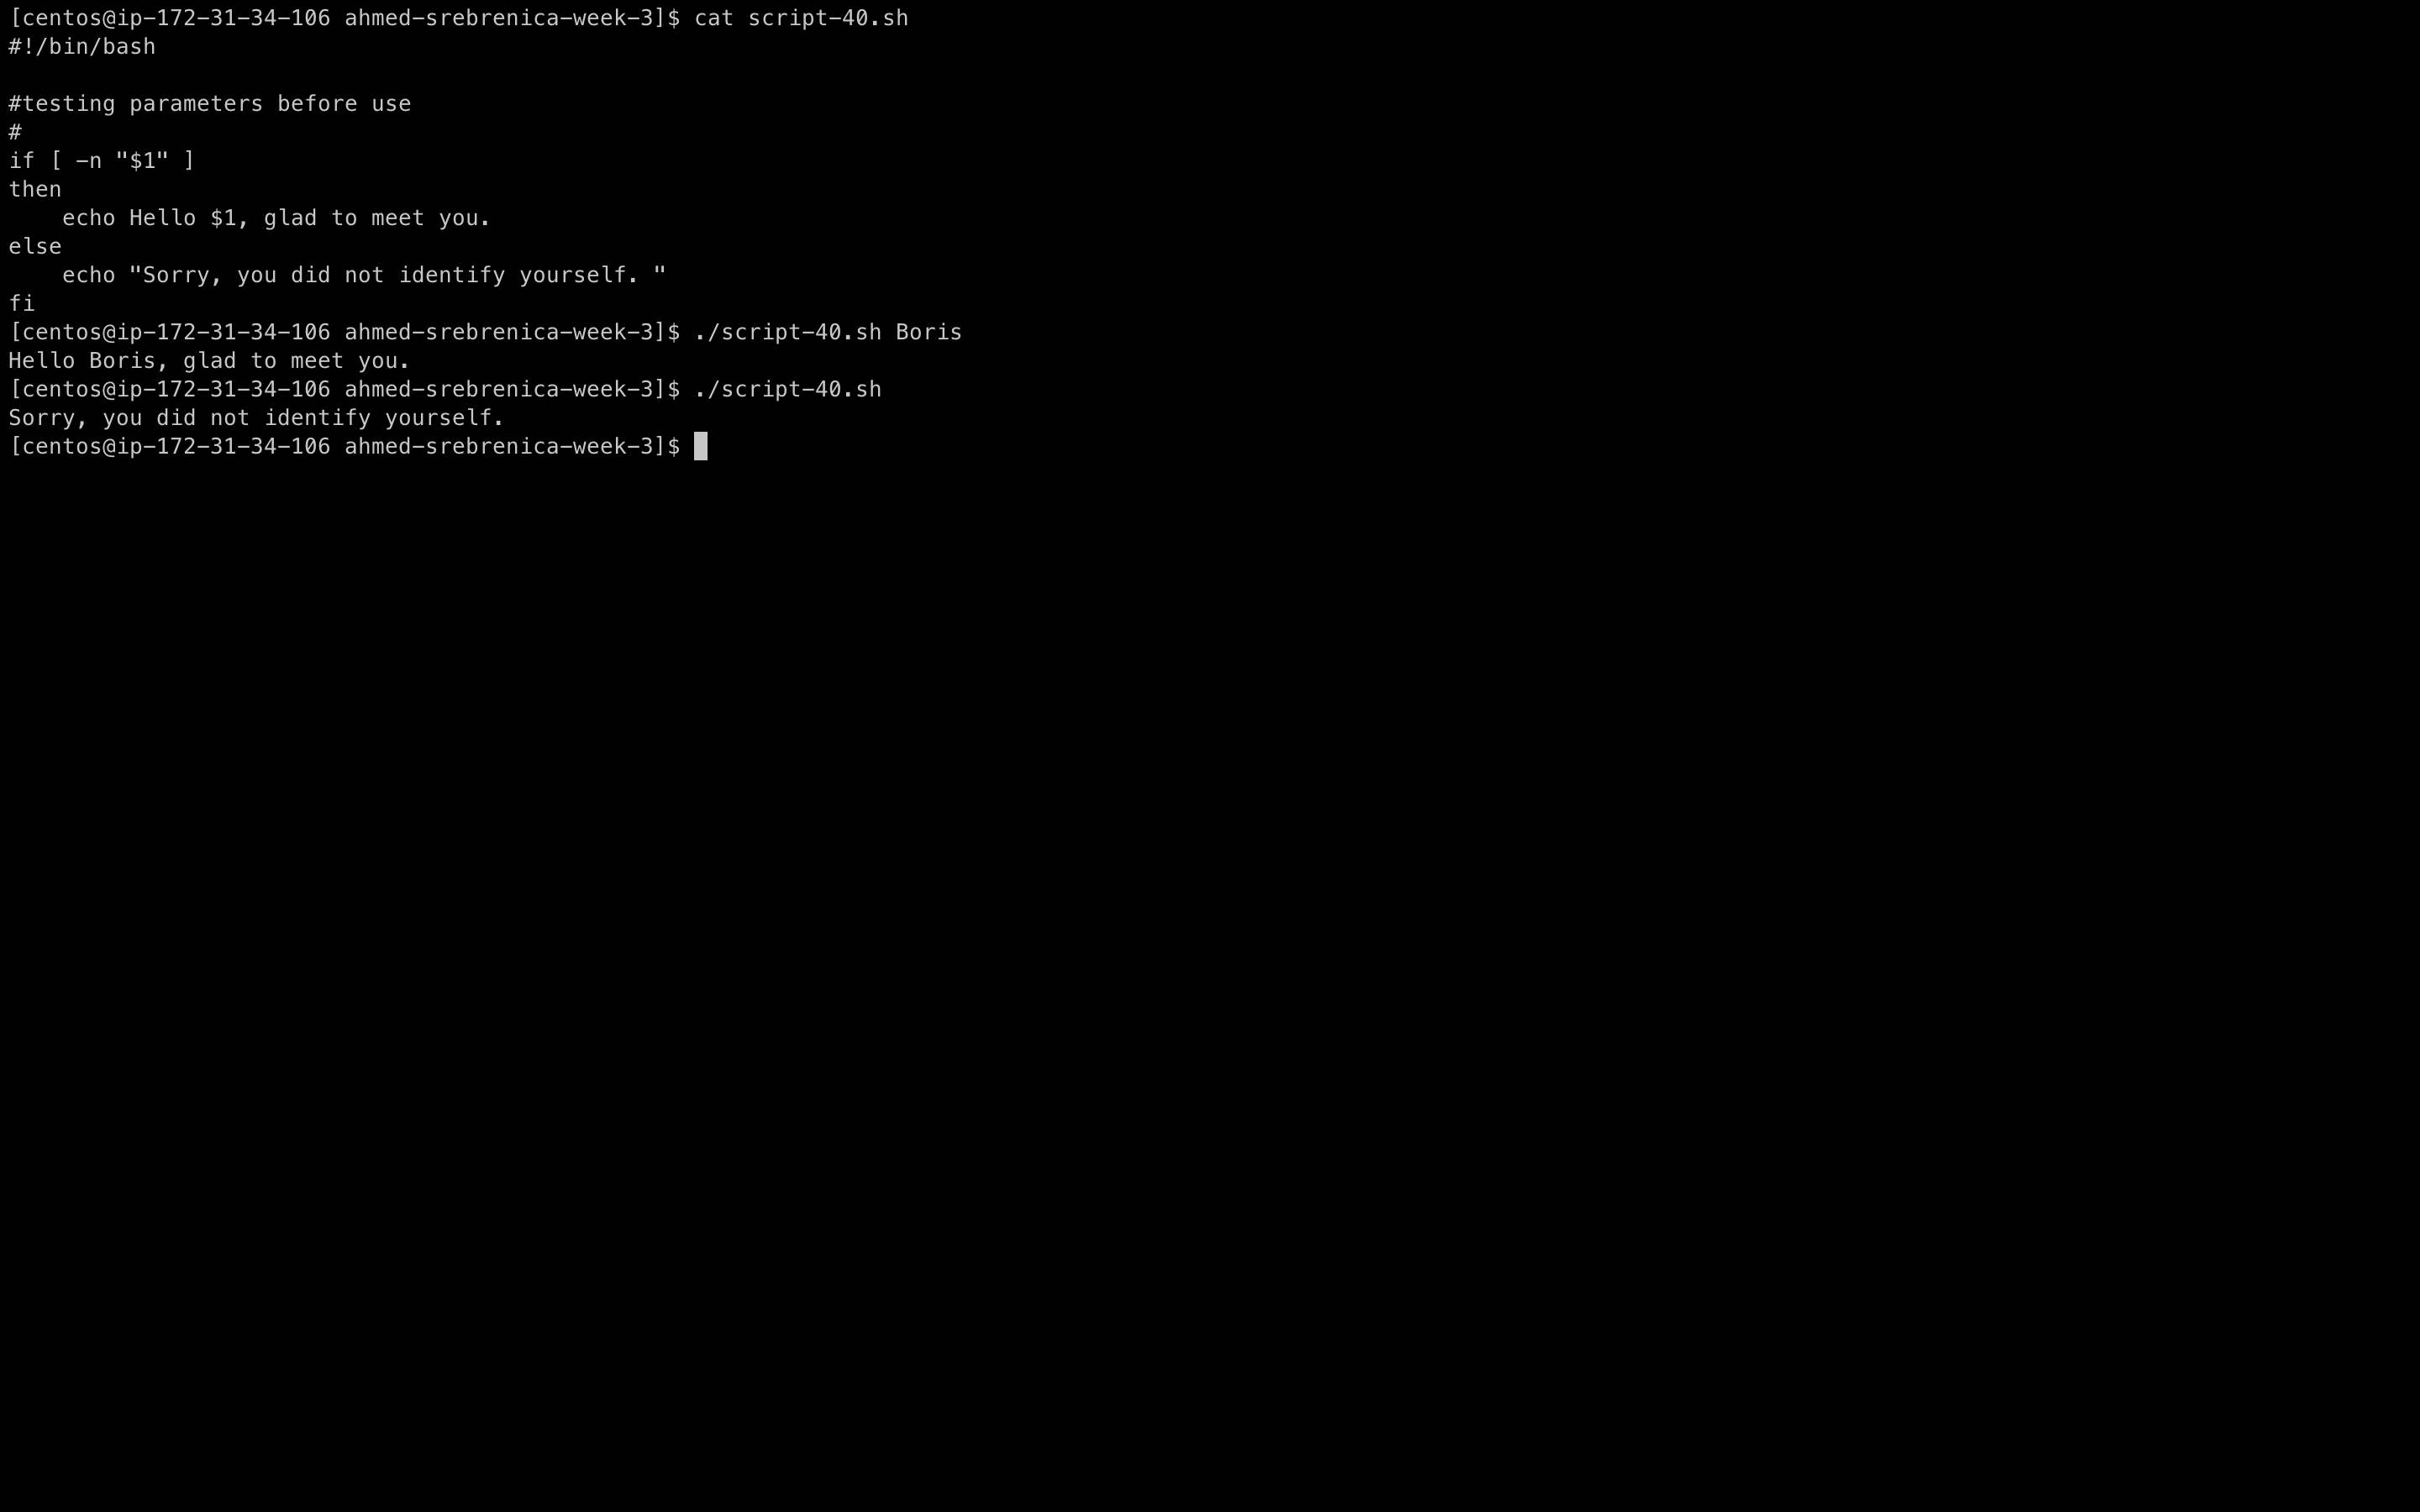 [centos@ip-172-31-34-106 ahmed-srebrenica-week-3]$ cat script-40.sh
#!/bin/bash

#testing parameters before use
#
if [ -n "$1" ]
then
    echo Hello $1, glad to meet you.
else
    echo "Sorry, you did not identify yourself. "
fi
[centos@ip-172-31-34-106 ahmed-srebrenica-week-3]$ ./script-40.sh Boris
Hello Boris, glad to meet you.
[centos@ip-172-31-34-106 ahmed-srebrenica-week-3]$ ./script-40.sh
Sorry, you did not identify yourself.
[centos@ip-172-31-34-106 ahmed-srebrenica-week-3]$